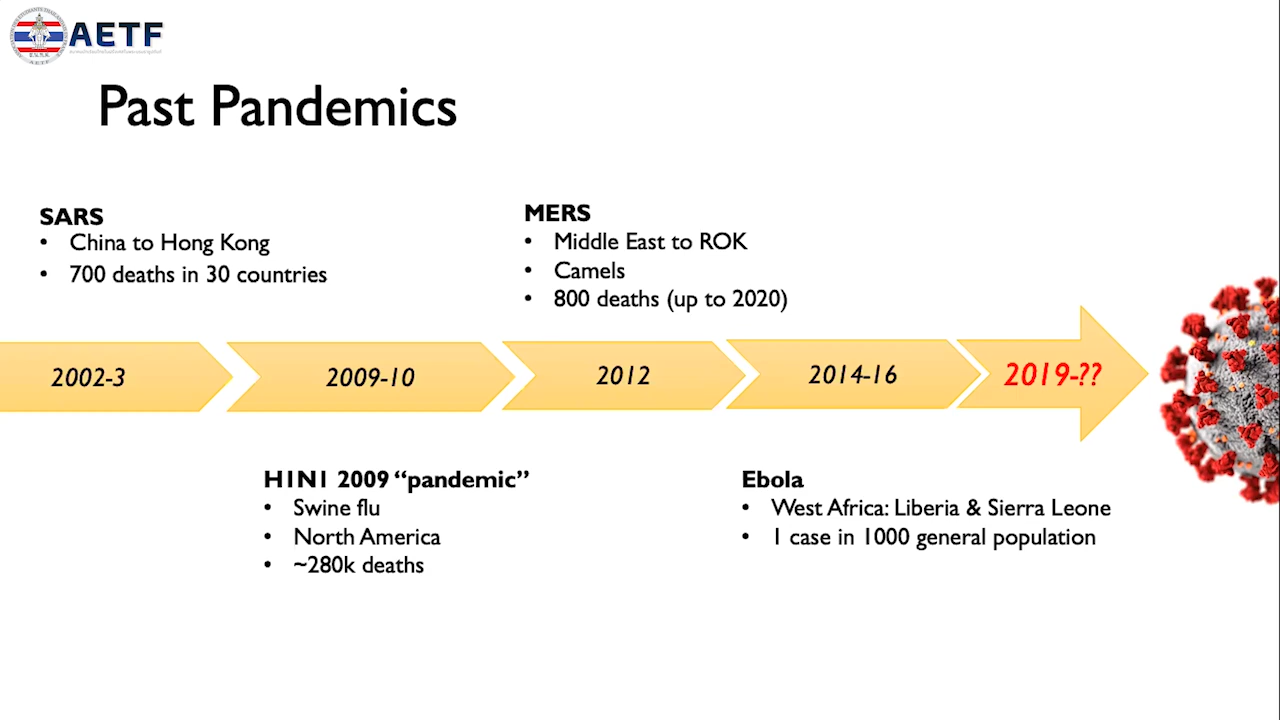 AETF
Past Pandemics
SARS
• China to Hong Kong
• 700 deaths in 30 countries
MERS
• Middle East to ROK
• Camels
• 800 deaths (up to 2020)
2002-3
2009-10
2012
2014-16
2019-??
H1N1 2009 “pandemic”
• Swine flu
• North America
• ~280k deaths
Ebola
• West Africa: Liberia & Sierra Leone
• 1 case in 1000 general population